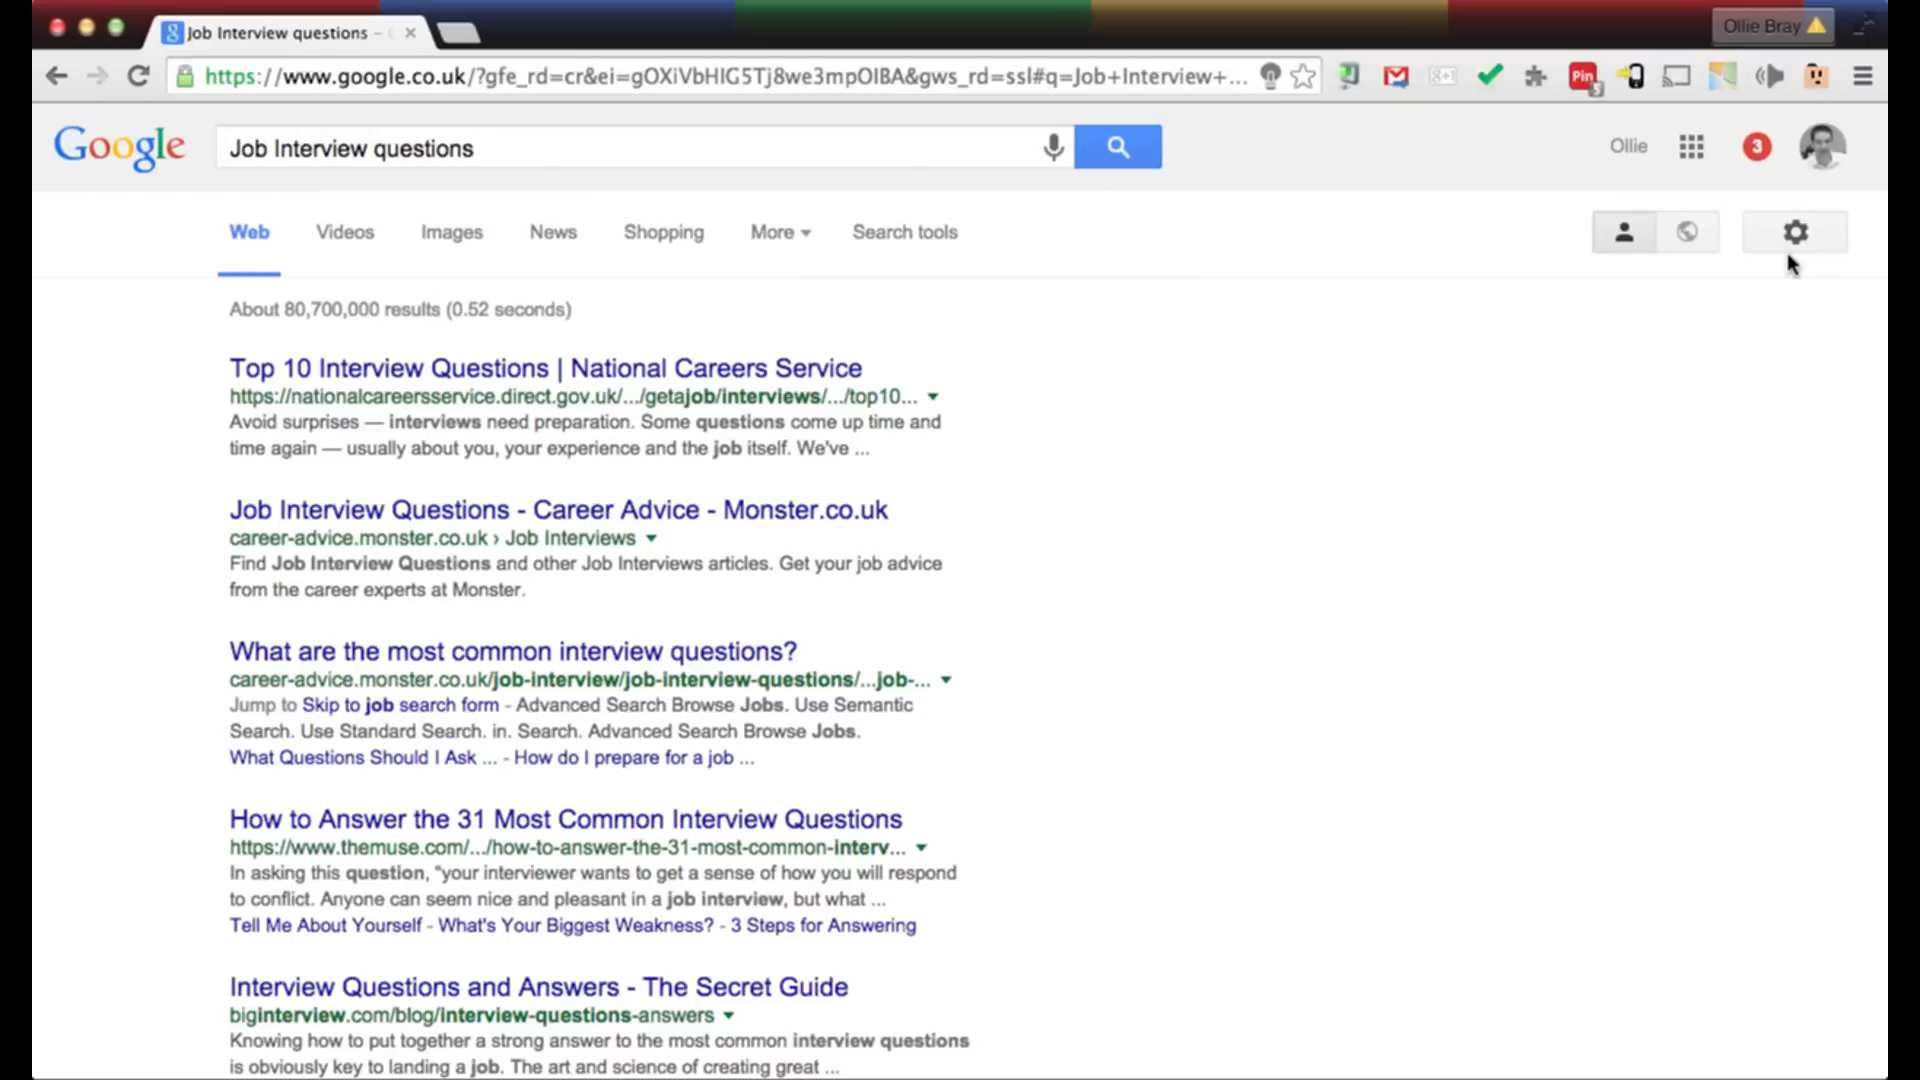 Job Interview questions -
Ollie Bray
https://www.google.co.uk/?gfe_rd=cr&ei=gOXiVbHIG5Tj8we3mpOIBA&gws_rd=ssl#q=Job+Interview+...
Pin
5
Google
Job Interview questions
Ollie
3
Web
Videos
Images
News
Shopping
More
Search tools
About 80,700,000 results (0.52 seconds)
Top 10 Interview Questions | National Careers Service
https://nationalcareersservice.direct.gov.uk/.../getajob/interviews/.../top10...
Avoid surprises — interviews need preparation. Some questions come up time and
time again — usually about you, your experience and the job itself. We've ...
Job Interview Questions - Career Advice - Monster.co.uk
career-advice.monster.co.uk › Job Interviews
Find Job Interview Questions and other Job Interviews articles. Get your job advice
from the career experts at Monster.
What are the most common interview questions?
career-advice.monster.co.uk/job-interview/job-interview-questions/...job-...
Jump to Skip to job search form - Advanced Search Browse Jobs. Use Semantic
Search. Use Standard Search. in. Search. Advanced Search Browse Jobs.
What Questions Should I Ask ... - How do I prepare for a job ...
How to Answer the 31 Most Common Interview Questions
https://www.themuse.com/.../how-to-answer-the-31-most-common-interv...
In asking this question, “your interviewer wants to get a sense of how you will respond
to conflict. Anyone can seem nice and pleasant in a job interview, but what ...
Tell Me About Yourself - What's Your Biggest Weakness? - 3 Steps for Answering
Interview Questions and Answers - The Secret Guide
biginterview.com/blog/interview-questions-answers
Knowing how to put together a strong answer to the most common interview questions
is obviously key to landing a job. The art and science of creating great ...